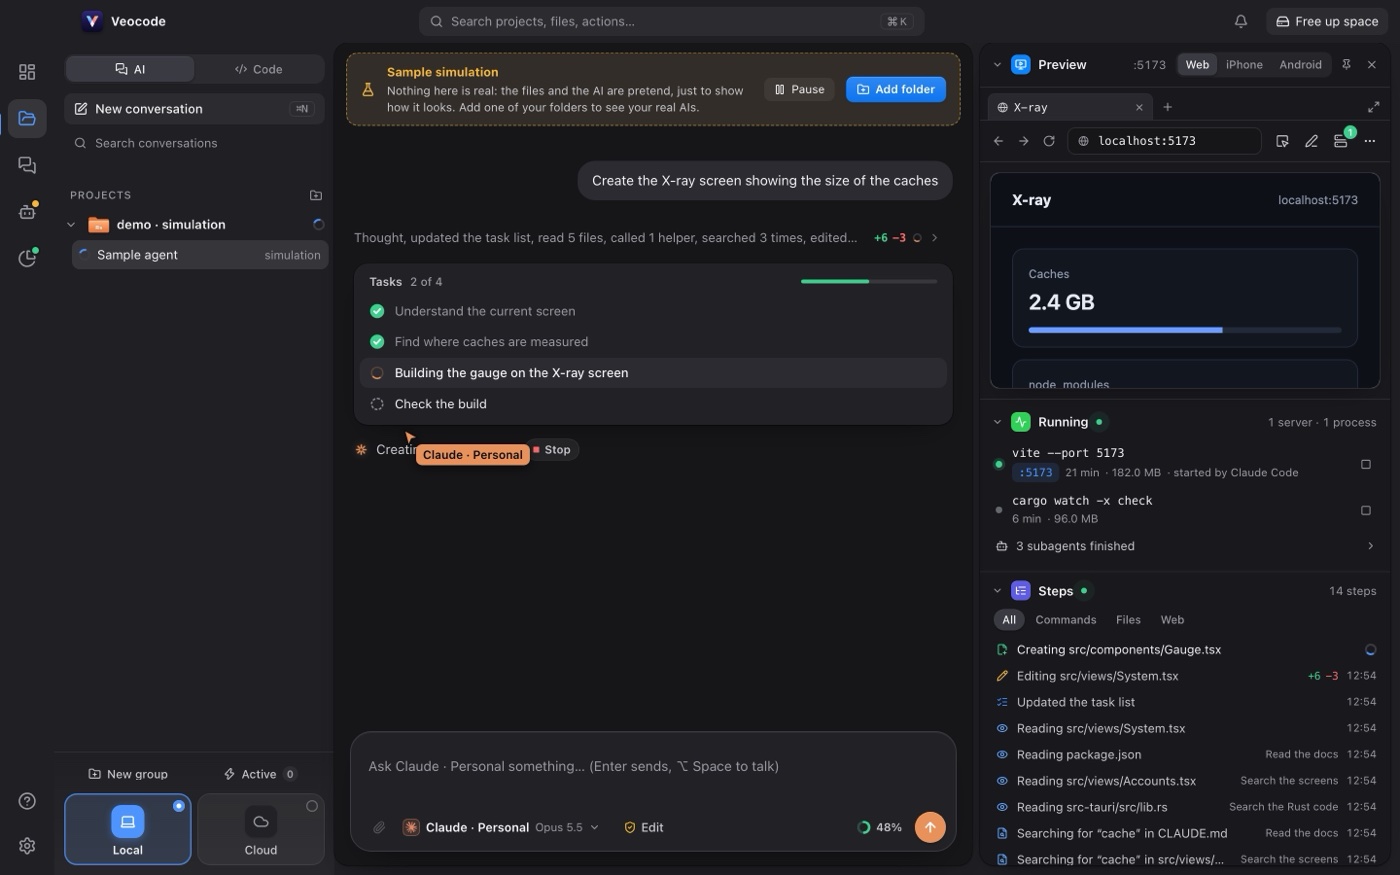 Veocode
Search projects, files, actions...
⌘ K
Free up space
AI
Code
New conversation
⌘N
Search conversations
PROJECTS
demo · simulation
Sample agent
simulation
New group
Active 0
Local
Cloud
Sample simulation
Nothing here is real: the files and the AI are pretend, just to show
how it looks. Add one of your folders to see your real AIs.
Pause
Add folder
Create the X-ray screen showing the size of the caches
Thought, updated the task list, read 5 files, called 1 helper, searched 3 times, edited... +6 −3
Tasks 2 of 4
Understand the current screen
Find where caches are measured
Building the gauge on the X-ray screen
Check the build
Claude · Personal
Stop
Ask Claude · Personal something... (Enter sends, ⌥ Space to talk)
Claude · Personal Opus 5.5
Edit
48%
Preview
:5173
Web
iPhone
Android
X-ray
localhost:5173
1
X-ray
localhost:5173
Caches
2.4 GB
node_modules
Running
1 server · 1 process
vite --port 5173
:5173 21 min · 182.0 MB · started by Claude Code
cargo watch -x check
6 min · 96.0 MB
3 subagents finished
Steps
14 steps
All
Commands
Files
Web
Creating src/components/Gauge.tsx
Editing src/views/System.tsx +6 −3 12:54
Updated the task list 12:54
Reading src/views/System.tsx 12:54
Reading package.json Read the docs 12:54
Reading src/views/Accounts.tsx Search the screens 12:54
Reading src-tauri/src/lib.rs Search the Rust code 12:54
Searching for “cache” in CLAUDE.md Read the docs 12:54
Searching for “cache” in src/views/... Search the screens 12:54